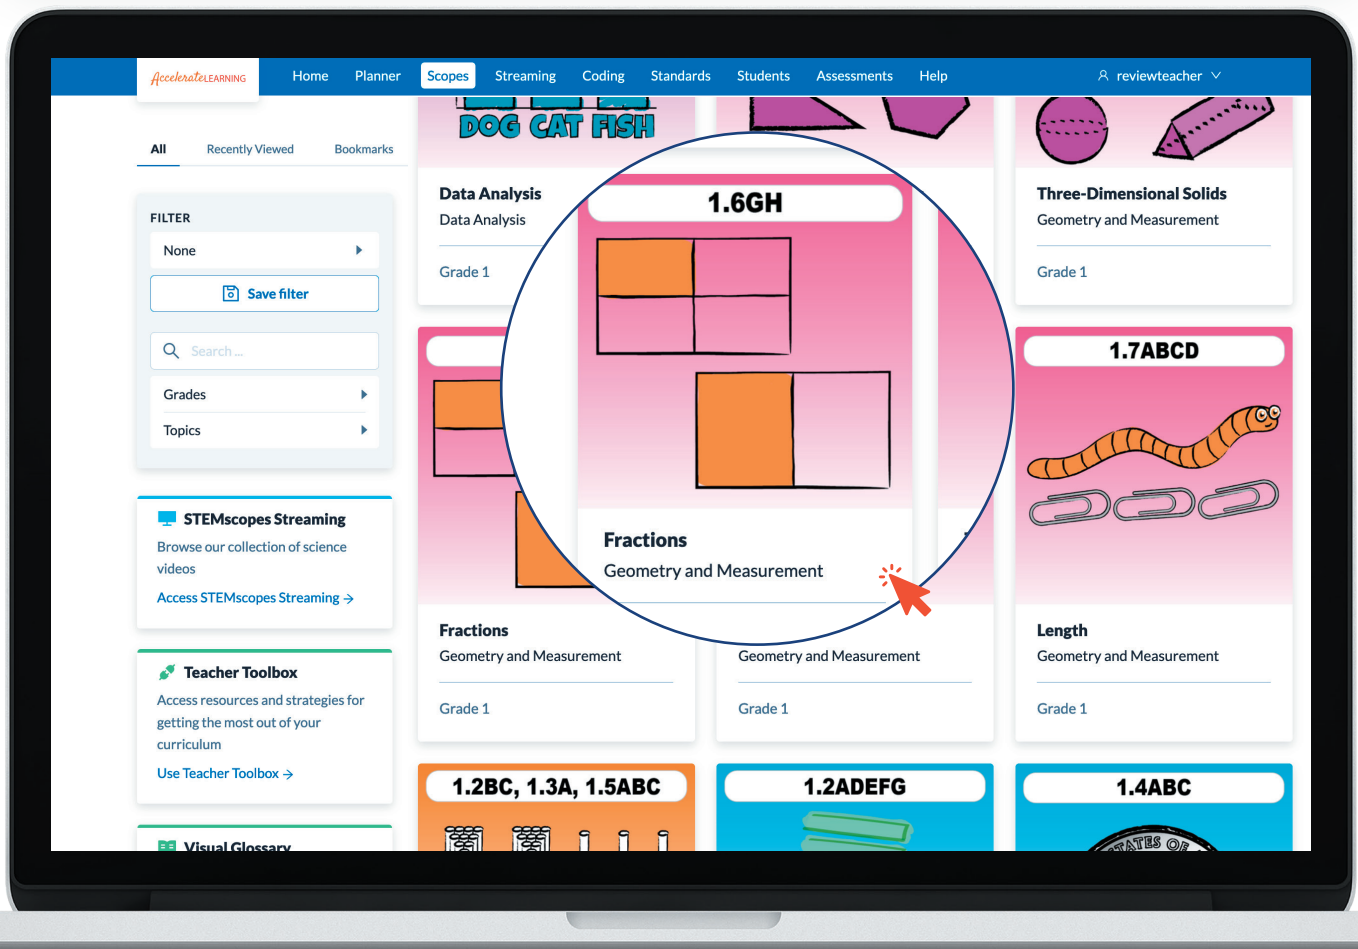 AccelerateLEARNING
Home Planner Scopes Streaming Coding Standards Students Assessments Help reviewteacher
All Recently Viewed Bookmarks
FILTER
None
Save filter
Search ...
Grades
Topics
STEMscopes Streaming
Browse our collection of science
videos
Access STEMscopes Streaming →
Teacher Toolbox
Access resources and strategies for
getting the most out of your
curriculum
Use Teacher Toolbox →
Visual Glossary
DOG CAT FISH
Data Analysis
Data Analysis
Grade 1
Three-Dimensional Solids
Geometry and Measurement
Grade 1
1.6GH
Fractions
Geometry and Measurement
Fractions
Geometry and Measurement
Grade 1
Geometry and Measurement
Grade 1
1.7ABCD
Length
Geometry and Measurement
Grade 1
1.2BC, 1.3A, 1.5ABC
1.2ADEFG
1.4ABC
STATES OF